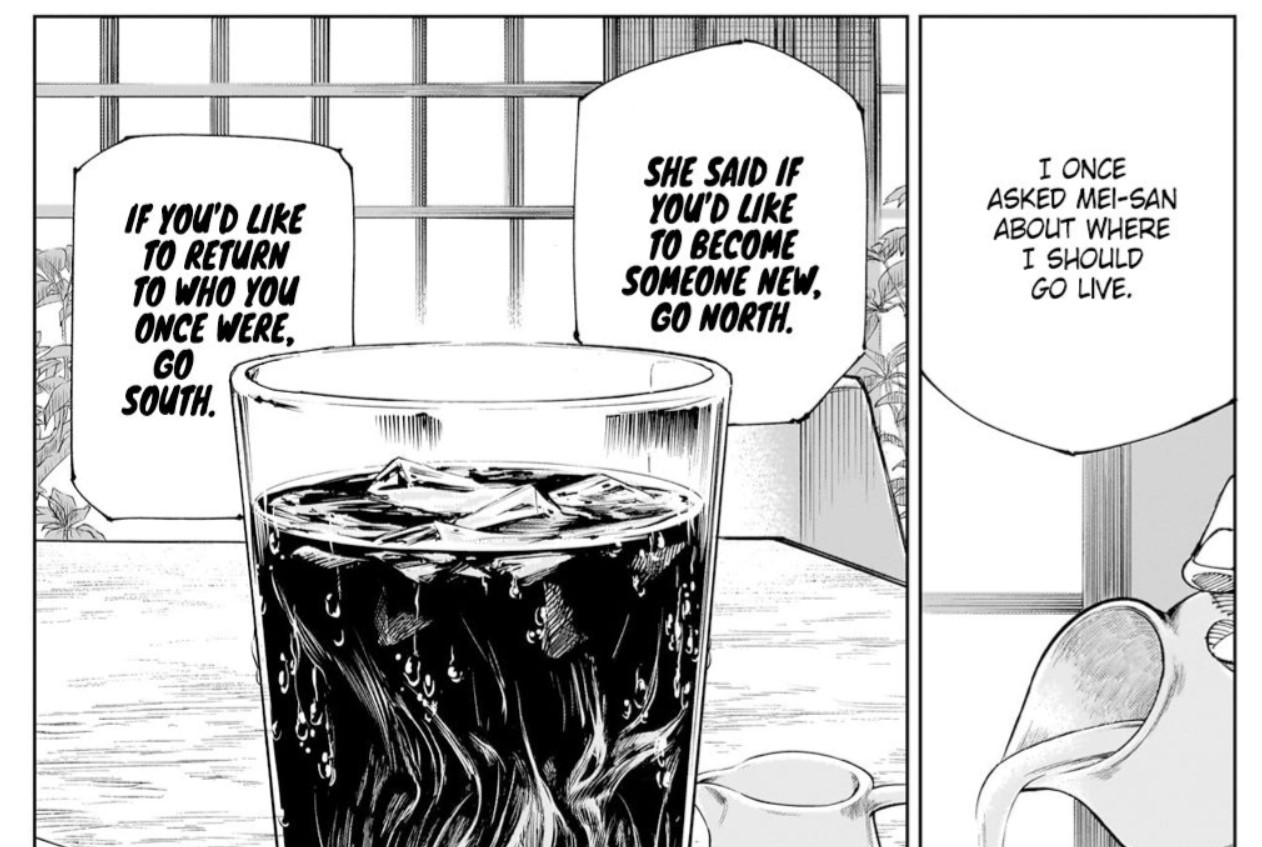 I ONCE
ASKED MEI-SAN
ABOUT WHERE
I SHOULD
GO LIVE.
SHE SAID IF
YOU'D LIKE
TO BECOME
SOMEONE NEW,
GO NORTH.
IF YOU'D LIKE
TO RETURN
TO WHO YOU
ONCE WERE,
GO
SOUTH.